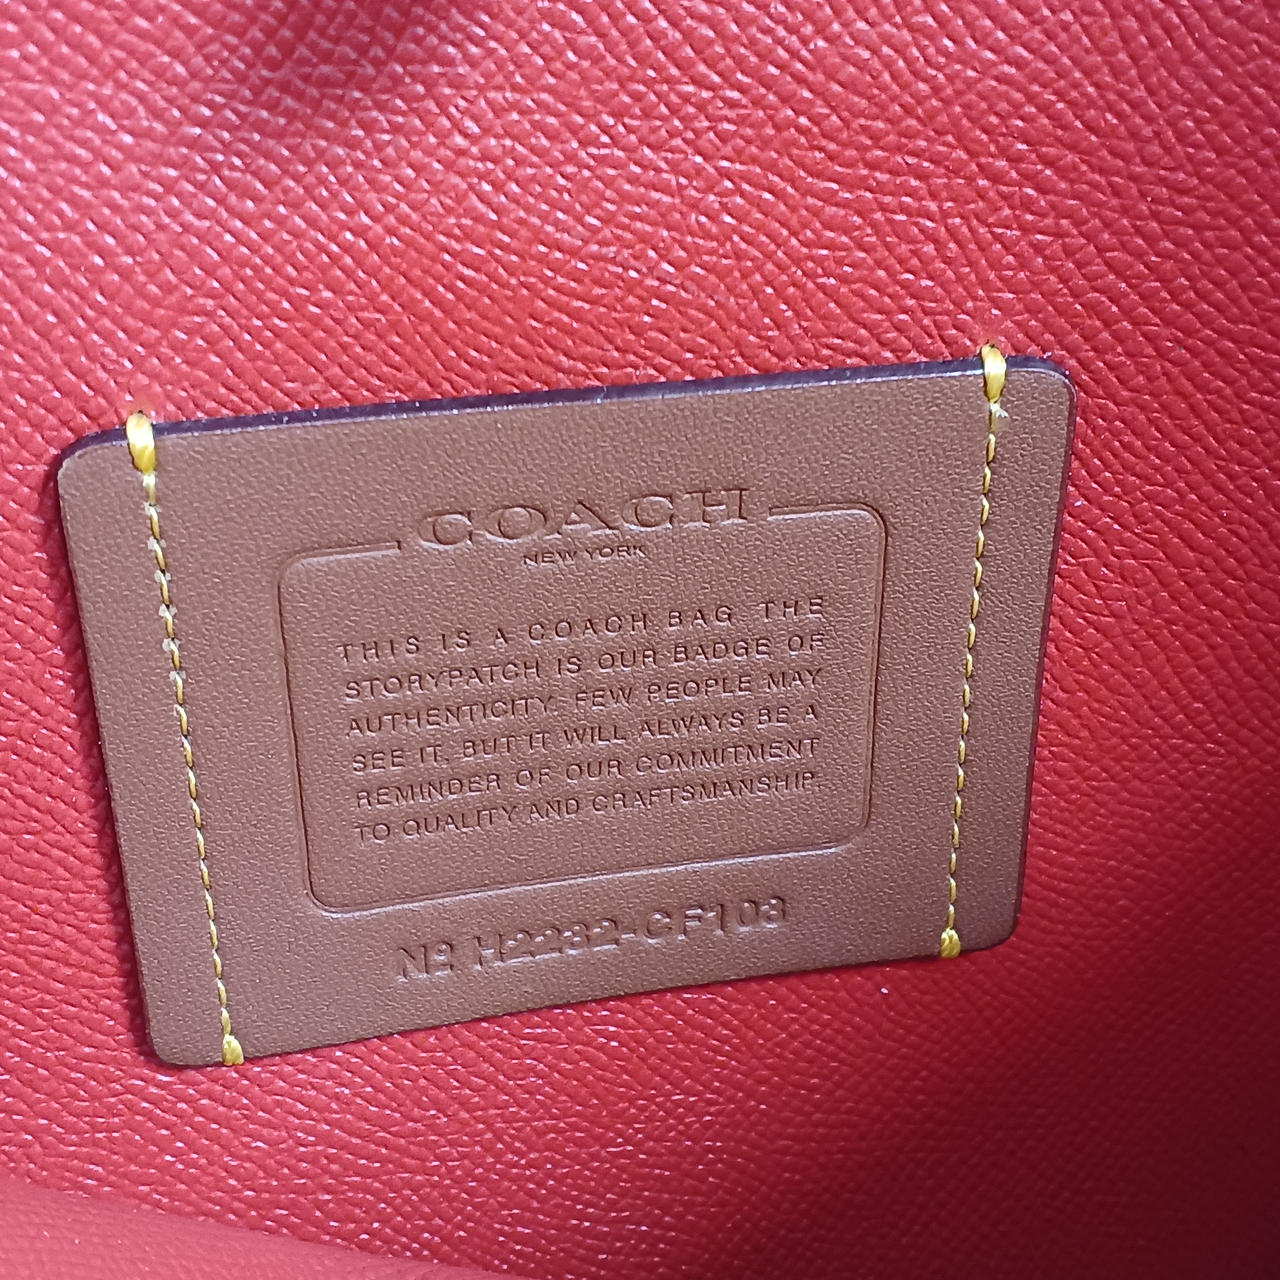 COACH
NEW YORK
THIS IS A COACH BAG. THE
STORYPATCH IS OUR BADGE OF
AUTHENTICITY. FEW PEOPLE MAY
SEE IT, BUT IT WILL ALWAYS BE A
REMINDER OF OUR COMMITMENT
TO QUALITY AND CRAFTSMANSHIP.
Nº H2232-CF103